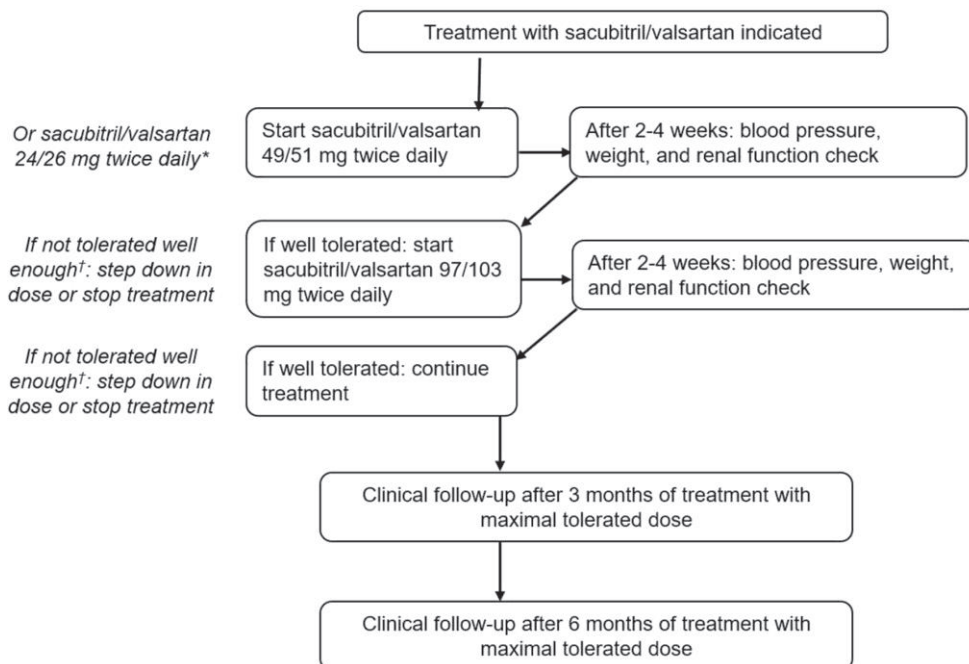 Treatment with sacubitril/valsartan indicated
Or sacubitril/valsartan
24/26 mg twice daily*
Start sacubitril/valsartan
49/51 mg twice daily
After 2-4 weeks: blood pressure,
weight, and renal function check
If not tolerated well
enough†: step down in
dose or stop treatment
If well tolerated: start
sacubitril/valsartan 97/103
mg twice daily
After 2-4 weeks: blood pressure, weight,
and renal function check
If not tolerated well
enough†: step down in
dose or stop treatment
If well tolerated: continue
treatment
Clinical follow-up after 3 months of treatment with
maximal tolerated dose
Clinical follow-up after 6 months of treatment with
maximal tolerated dose